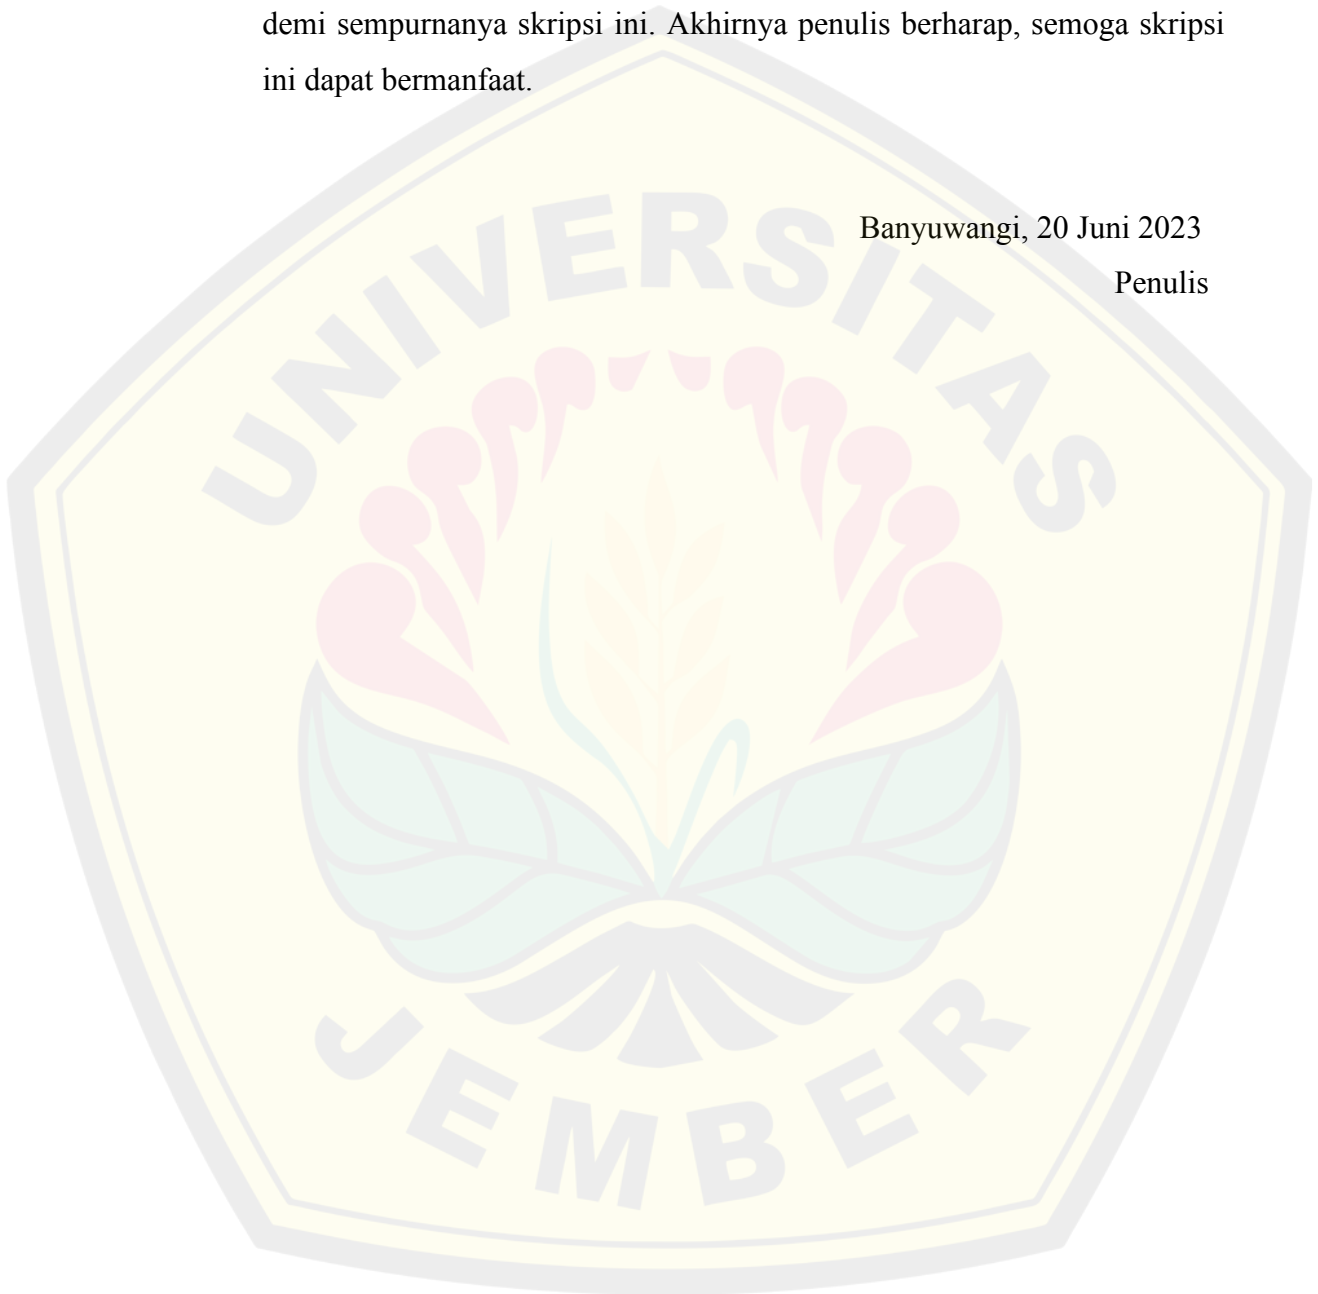 demi sempurnanya skripsi ini. Akhirnya penulis berharap, semoga skripsi
ini dapat bermanfaat.
Banyuwangi, 20 Juni 2023
Penulis
UNIVERSITAS
JEMBER